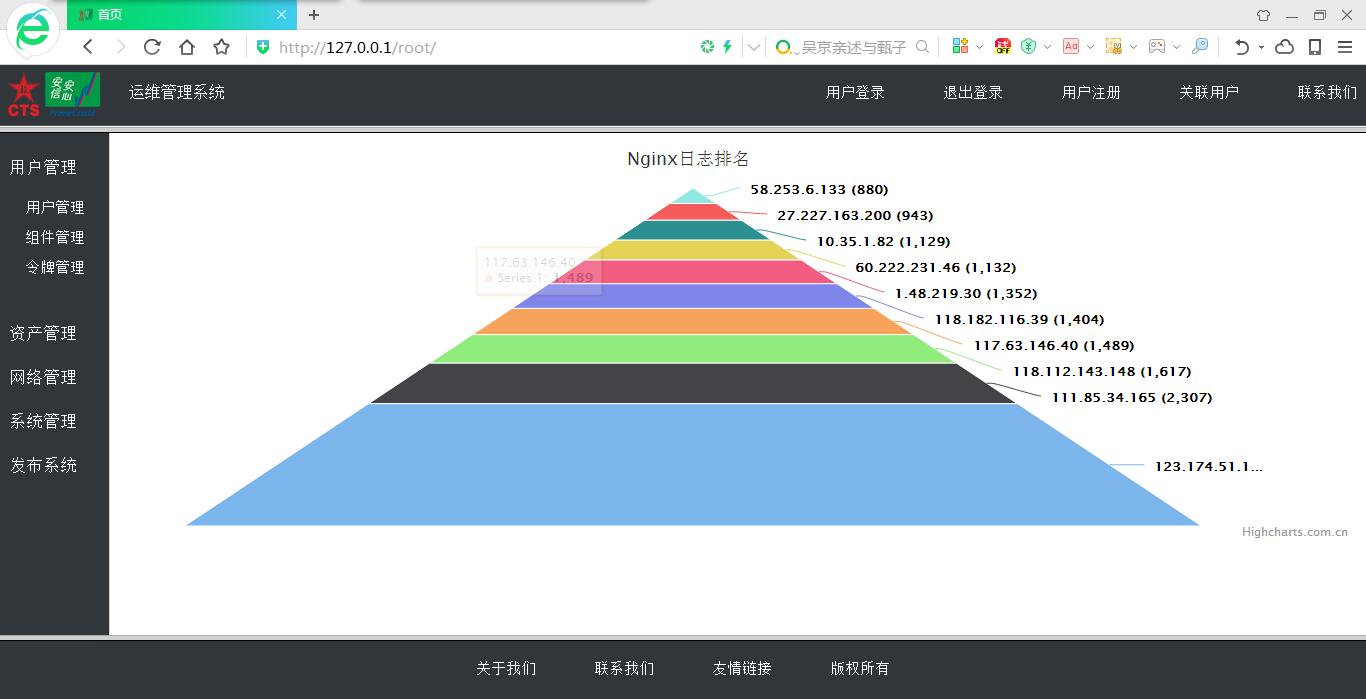 首页
http://127.0.0.1/root/
吴京亲述与甄子
CTS
安信
安心
运维管理系统
用户登录
退出登录
用户注册
关联用户
联系我们
用户管理
用户管理
组件管理
令牌管理
资产管理
网络管理
系统管理
发布系统
Nginx日志排名
58.253.6.133 (880)
27.227.163.200 (943)
10.35.1.82 (1,129)
60.222.231.46 (1,132)
1.48.219.30 (1,352)
118.182.116.39 (1,404)
117.63.146.40 (1,489)
118.112.143.148 (1,617)
111.85.34.165 (2,307)
123.174.51.1...
117.63.146.40
Series 1: 1,489
Highcharts.com.cn
关于我们
联系我们
友情链接
版权所有